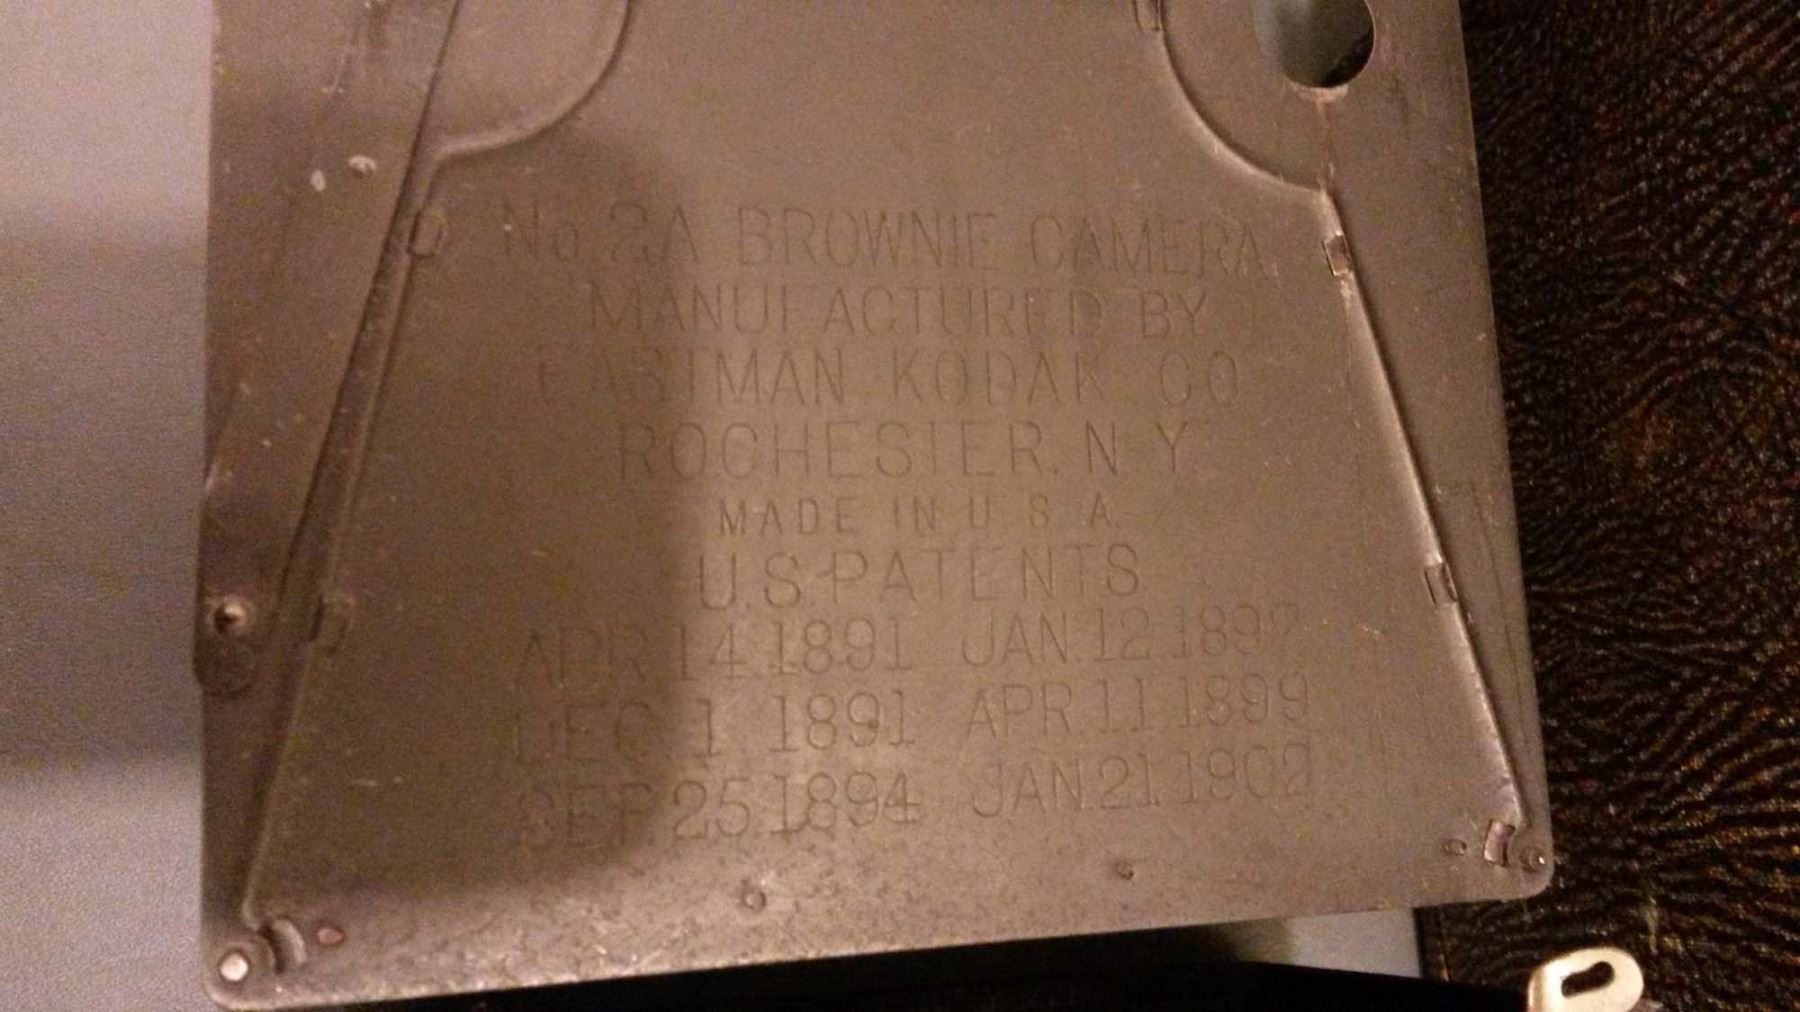 No 2A BROWNIE CAMERA
MANUFACTURED BY
EASTMAN KODAK CO
ROCHESTER. N. Y.
MADE IN U. S. A.
U.S. PATENTS
APR. 14.1891 JAN.12.1897
DEC. 1. 1891 APR.11.1899
SEP. 25.1894 JAN.21.1902